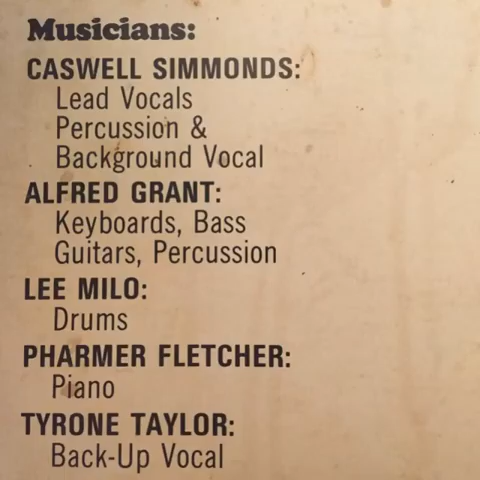 Musicians:
CASWELL SIMMONDS:
Lead Vocals
Percussion &
Background Vocal
ALFRED GRANT:
Keyboards, Bass
Guitars, Percussion
LEE MILO:
Drums
PHARMER FLETCHER:
Piano
TYRONE TAYLOR:
Back-Up Vocal